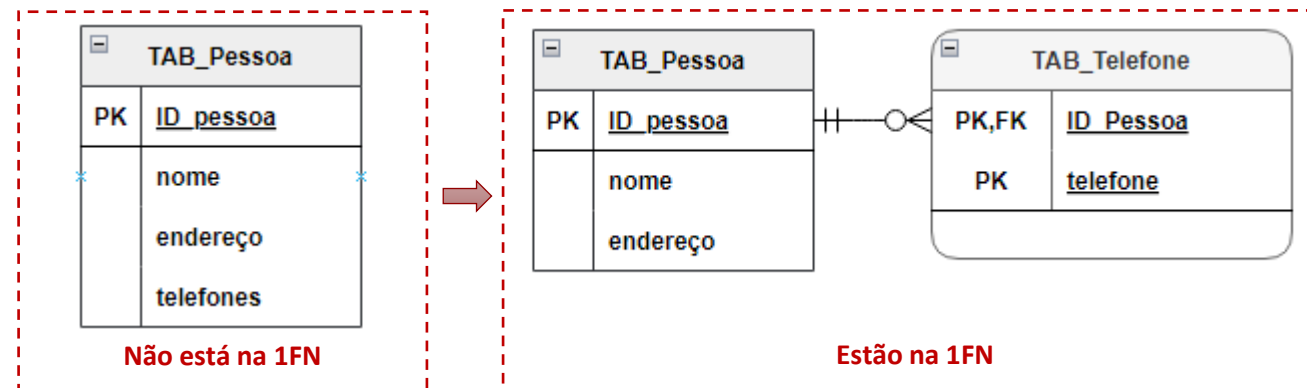 TAB_Pessoa
PK ID_pessoa
nome
endereço
telefones
Não está na 1FN
TAB_Pessoa
PK ID_pessoa
nome
endereço
TAB_Telefone
PK,FK ID_Pessoa
PK telefone
Estão na 1FN